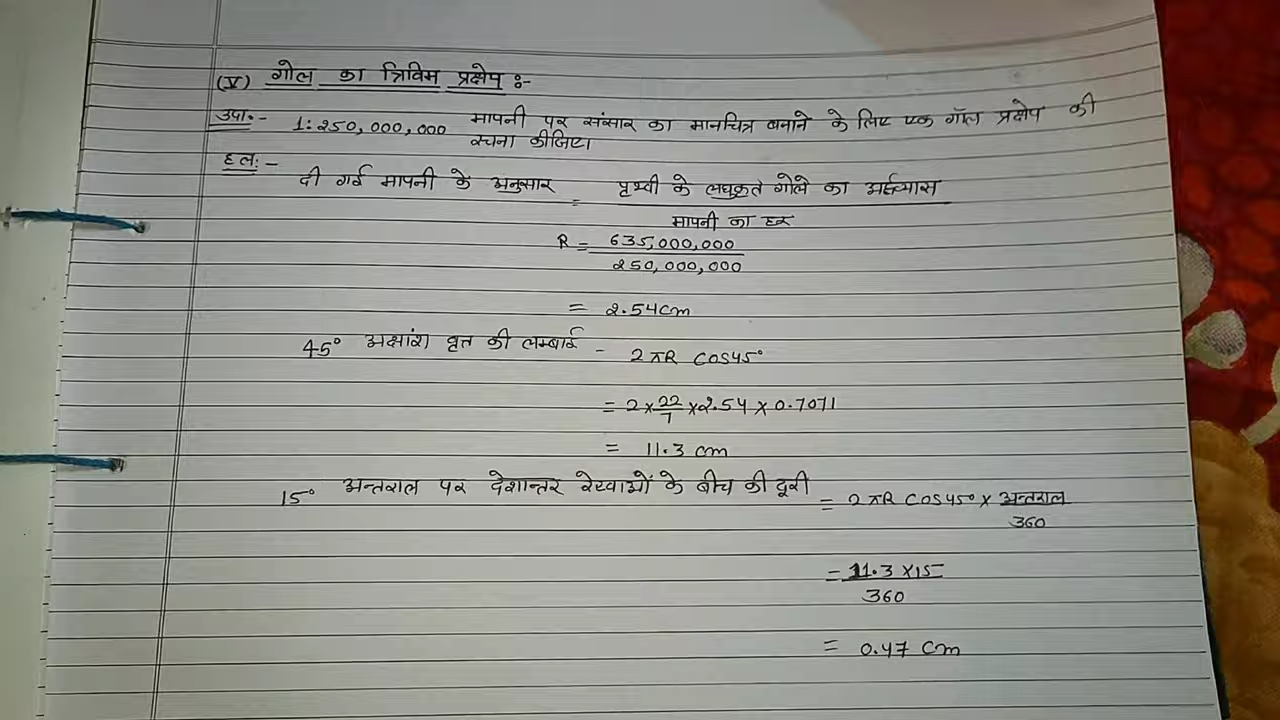 (V) गोल का त्रिविम प्रक्षेप :-
उदा०:- 1:250,000,000 मापनी पर संसार का मानचित्र बनाने के लिए एक गॉल प्रक्षेप की
रचना कीजिए।
हल:-
दी गई मापनी के अनुसार = पृथ्वी के लघुकृत गोले का अर्द्धव्यास
मापनी का हर
R = 635,000,000
250,000,000
= 2.54cm
45° अक्षांश वृत्त की लम्बाई - 2πR COS45°
= 2 × 22/7 × 2.54 × 0.7071
= 11.3 cm
15° अन्तराल पर देशान्तर रेखाओं के बीच की दूरी = 2πR COS45° × अन्तराल
360
= 11.3 × 15
360
= 0.47 cm